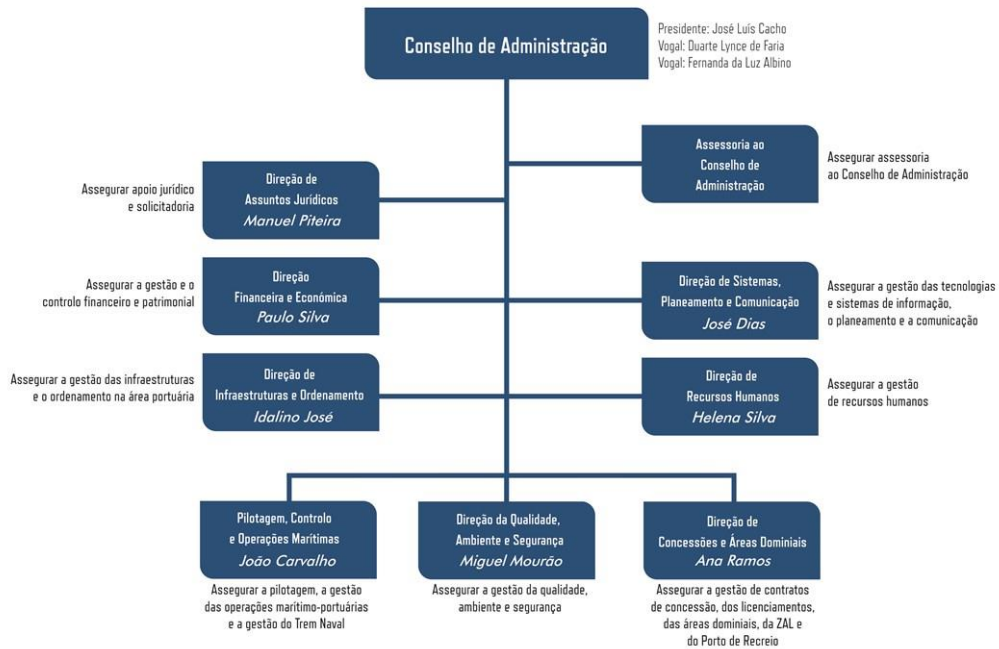 Conselho de Administração
Presidente: José Luís Cacho
Vogal: Duarte Lynce de Faria
Vogal: Fernanda da Luz Albino
Assessoria ao
Conselho de
Administração
Assegurar assessoria
ao Conselho de Administração
Assegurar apoio jurídico
e solicitadoria
Direção de
Assuntos Jurídicos
Manuel Piteira
Assegurar a gestão e o
controlo financeiro e patrimonial
Direção
Financeira e Económica
Paulo Silva
Direção de Sistemas,
Planeamento e Comunicação
José Dias
Assegurar a gestão das tecnologias
e sistemas de informação,
o planeamento e a comunicação
Assegurar a gestão das infraestruturas
e o ordenamento na área portuária
Direção de
Infraestruturas e Ordenamento
Idalino José
Direção de
Recursos Humanos
Helena Silva
Assegurar a gestão
de recursos humanos
Pilotagem, Controlo
e Operações Marítimas
João Carvalho
Assegurar a pilotagem, a gestão
das operações marítimo-portuárias
e a gestão do Trem Naval
Direção da Qualidade,
Ambiente e Segurança
Miguel Mourão
Assegurar a gestão da qualidade,
ambiente e segurança
Direção de
Concessões e Áreas Dominiais
Ana Ramos
Assegurar a gestão de contratos
de concessão, dos licenciamentos,
das áreas dominiais, da ZAL e
do Porto de Recreio